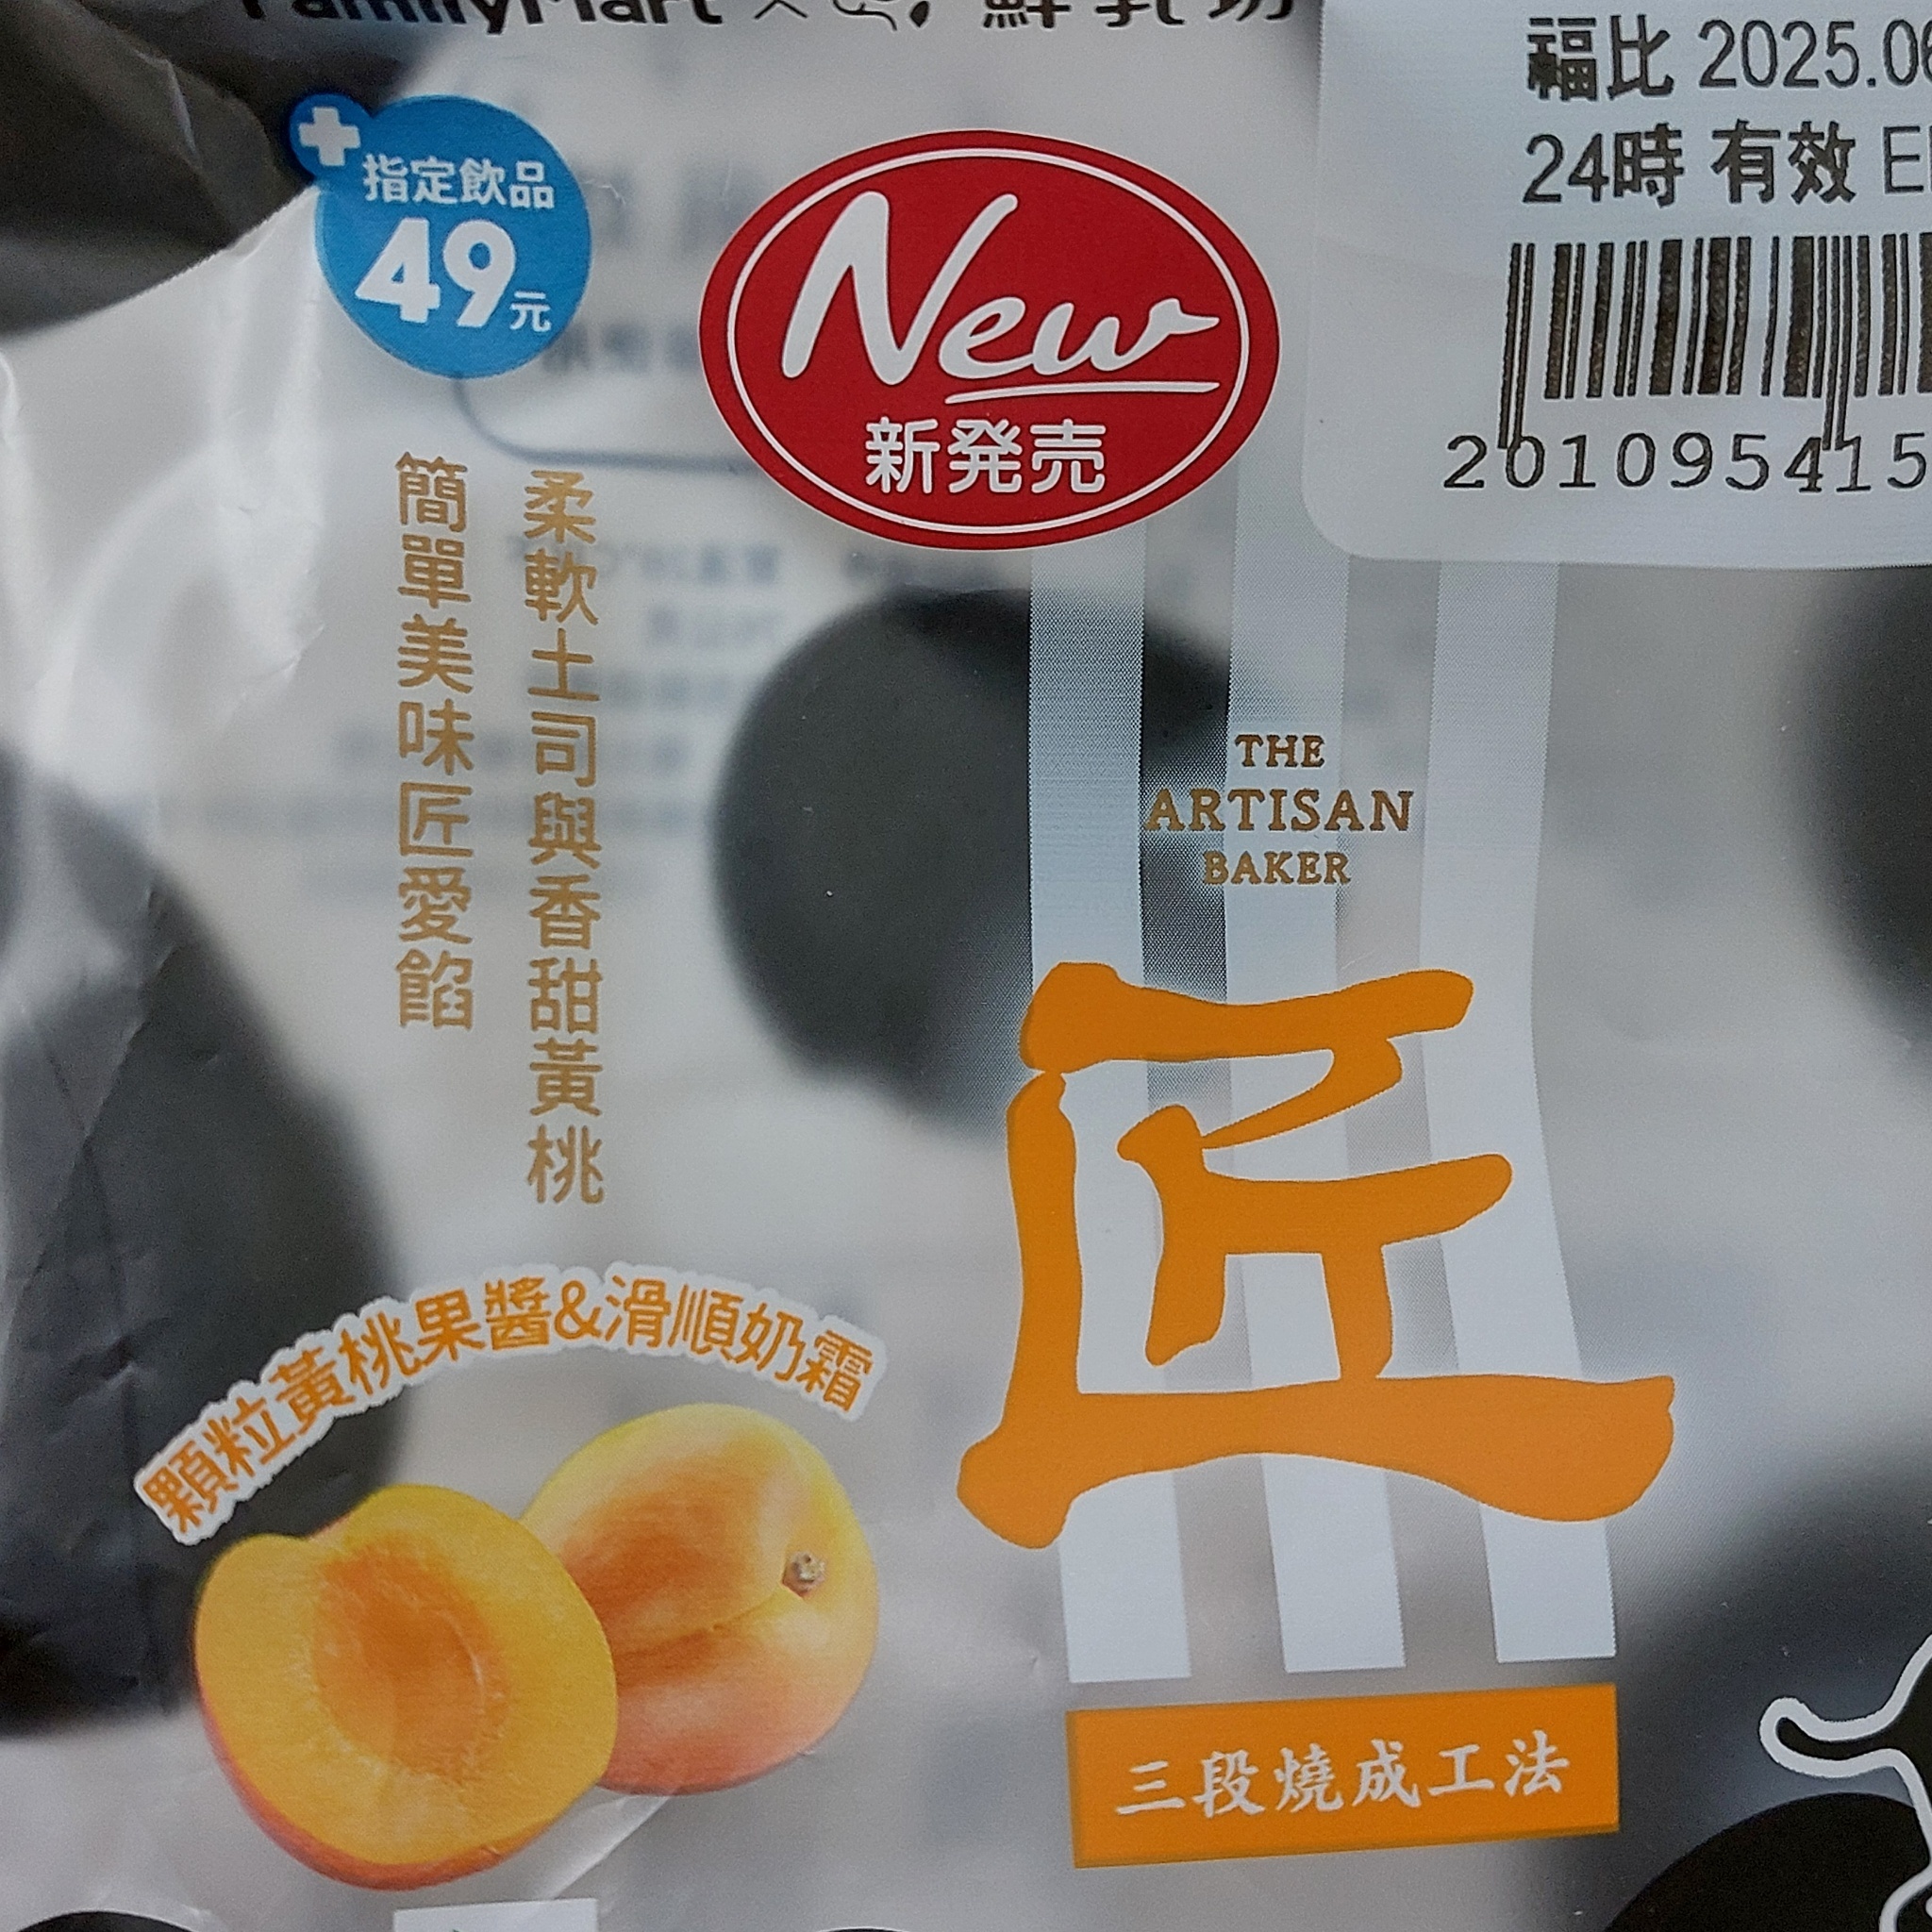 FamilyMart × 鮮乳坊
福比 2025.06
24時 有效
201095415
指定飲品
49元
New
新発売
柔軟土司與香甜黃桃
簡單美味匠愛餡
THE
ARTISAN
BAKER
匠
顆粒黃桃果醬&滑順奶霜
三段燒成工法